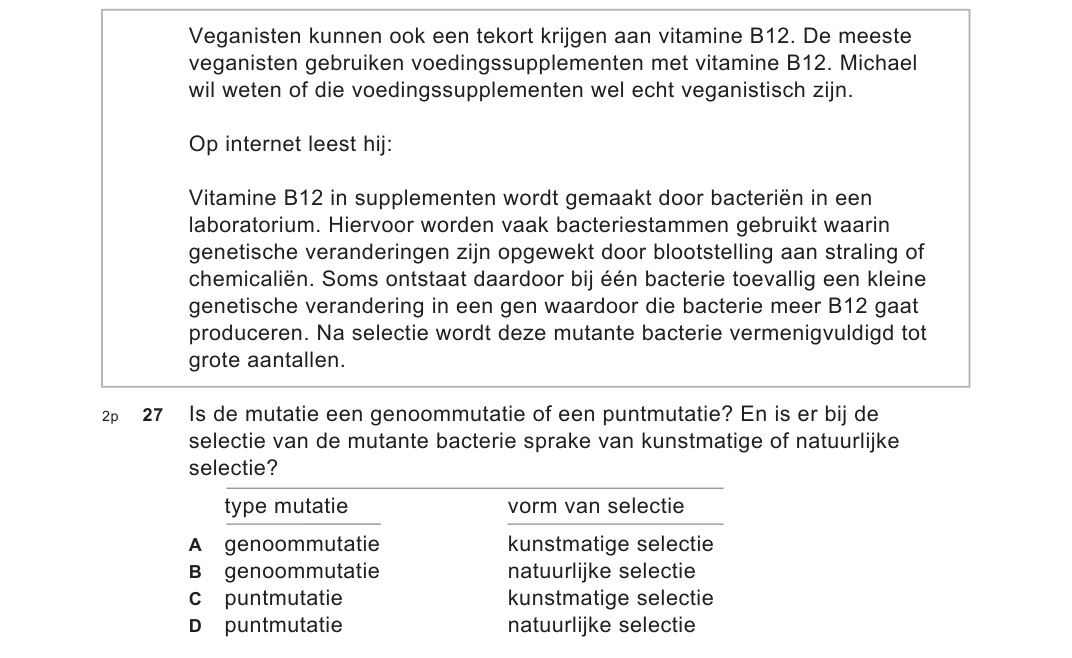 Veganisten kunnen ook een tekort krijgen aan vitamine B12. De meeste
veganisten gebruiken voedingssupplementen met vitamine B12. Michael
wil weten of die voedingssupplementen wel echt veganistisch zijn.
Op internet leest hij:
Vitamine B12 in supplementen wordt gemaakt door bacteriën in een
laboratorium. Hiervoor worden vaak bacteriestammen gebruikt waarin
genetische veranderingen zijn opgewekt door blootstelling aan straling of
chemicaliën. Soms ontstaat daardoor bij één bacterie toevallig een kleine
genetische verandering in een gen waardoor die bacterie meer B12 gaat
produceren. Na selectie wordt deze mutante bacterie vermenigvuldigd tot
grote aantallen.
2p 27 Is de mutatie een genoommutatie of een puntmutatie? En is er bij de
selectie van de mutante bacterie sprake van kunstmatige of natuurlijke
selectie?
type mutatie vorm van selectie
A genoommutatie kunstmatige selectie
B genoommutatie natuurlijke selectie
C puntmutatie kunstmatige selectie
D puntmutatie natuurlijke selectie